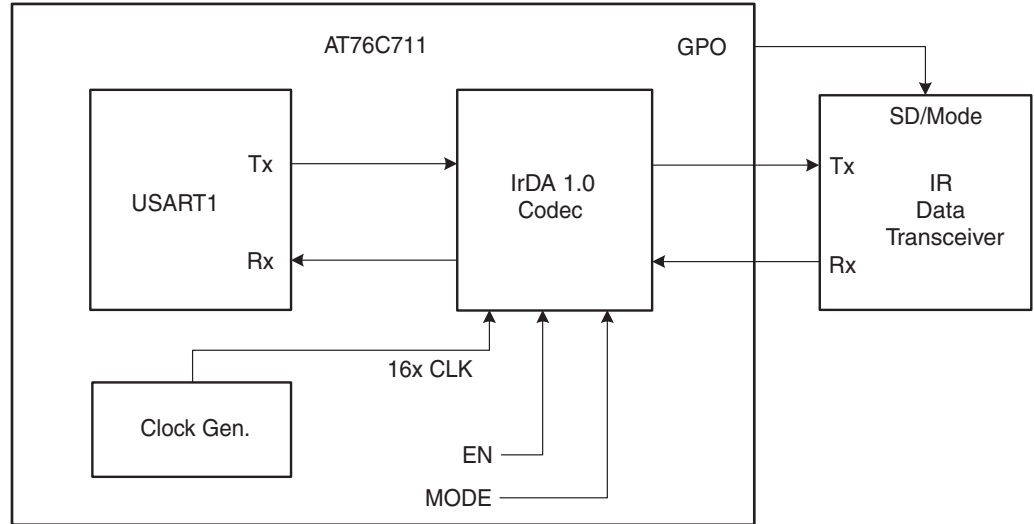 AT76C711
GPO
SD/Mode
Tx
Tx
USART1
IrDA 1.0
Codec
IR
Data
Transceiver
Rx
Rx
16x CLK
Clock Gen.
EN
MODE